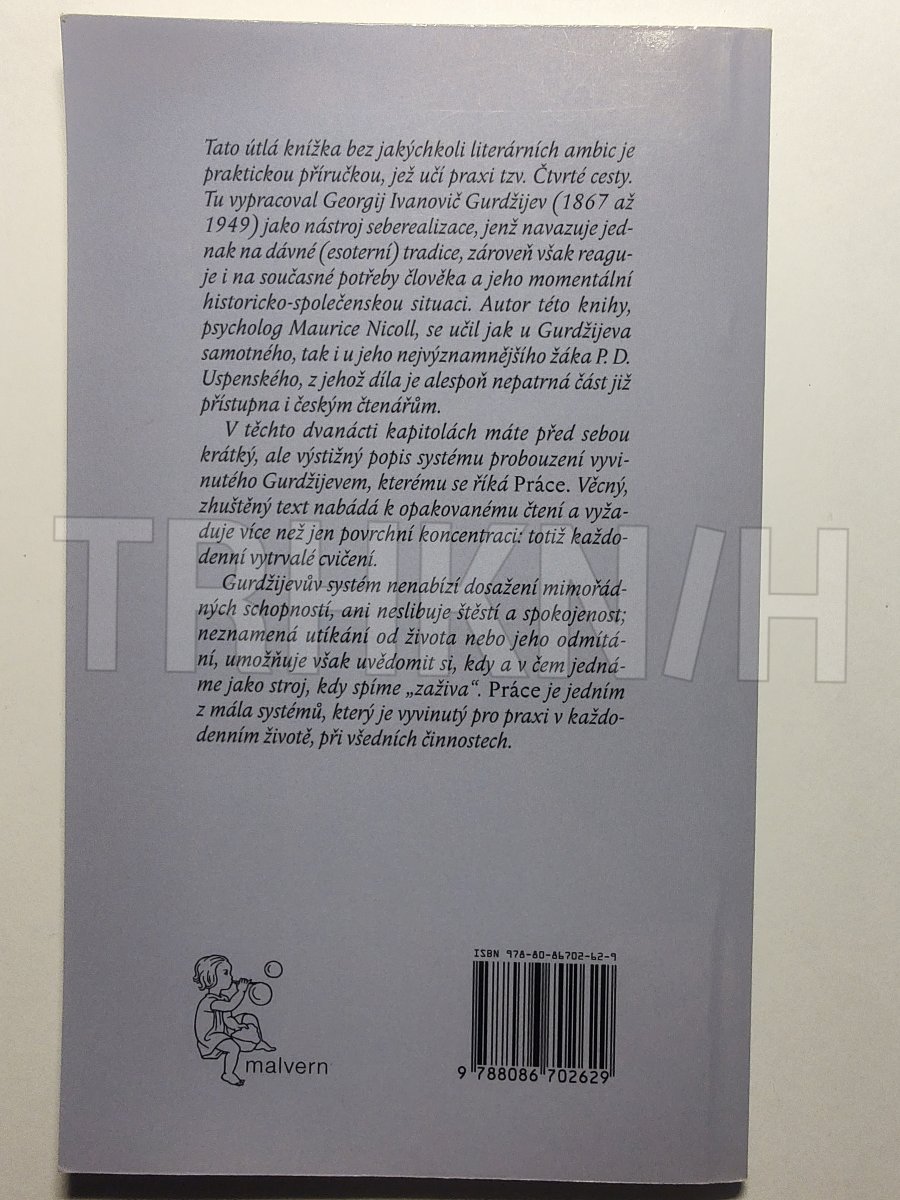 Tato útlá knížka bez jakýchkoli literárních ambic je
praktickou příručkou, jež učí praxi tzv. Čtvrté cesty.
Tu vypracoval Georgij Ivanovič Gurdžijev (1867 až
1949) jako nástroj seberealizace, jenž navazuje jed-
nak na dávné (esoterní) tradice, zároveň však reagu-
je i na současné potřeby člověka a jeho momentální
historicko-společenskou situaci. Autor této knihy,
psycholog Maurice Nicoll, se učil jak u Gurdžijeva
samotného, tak i u jeho nejvýznamnějšího žáka P. D.
Uspenského, z jehož díla je alespoň nepatrná část již
přístupna i českým čtenářům.
V těchto dvanácti kapitolách máte před sebou
krátký, ale výstižný popis systému probouzení vyvi-
nutého Gurdžijevem, kterému se říká Práce. Věcný,
zhuštěný text nabádá k opakovanému čtení a vyža-
duje více než jen povrchní koncentraci: totiž každo-
denní vytrvalé cvičení.
Gurdžijevův systém nenabízí dosažení mimořád-
ných schopností, ani neslibuje štěstí a spokojenost;
neznamená utíkání od života nebo jeho odmítá-
ní, umožňuje však uvědomit si, kdy a v čem jedná-
me jako stroj, kdy spíme „zaživa“. Práce je jedním
z mála systémů, který je vyvinutý pro praxi v každo-
denním životě, při všedních činnostech.
TRHKNIH
malvern
ISBN 978-80-86702-62-9
9 788086 702629